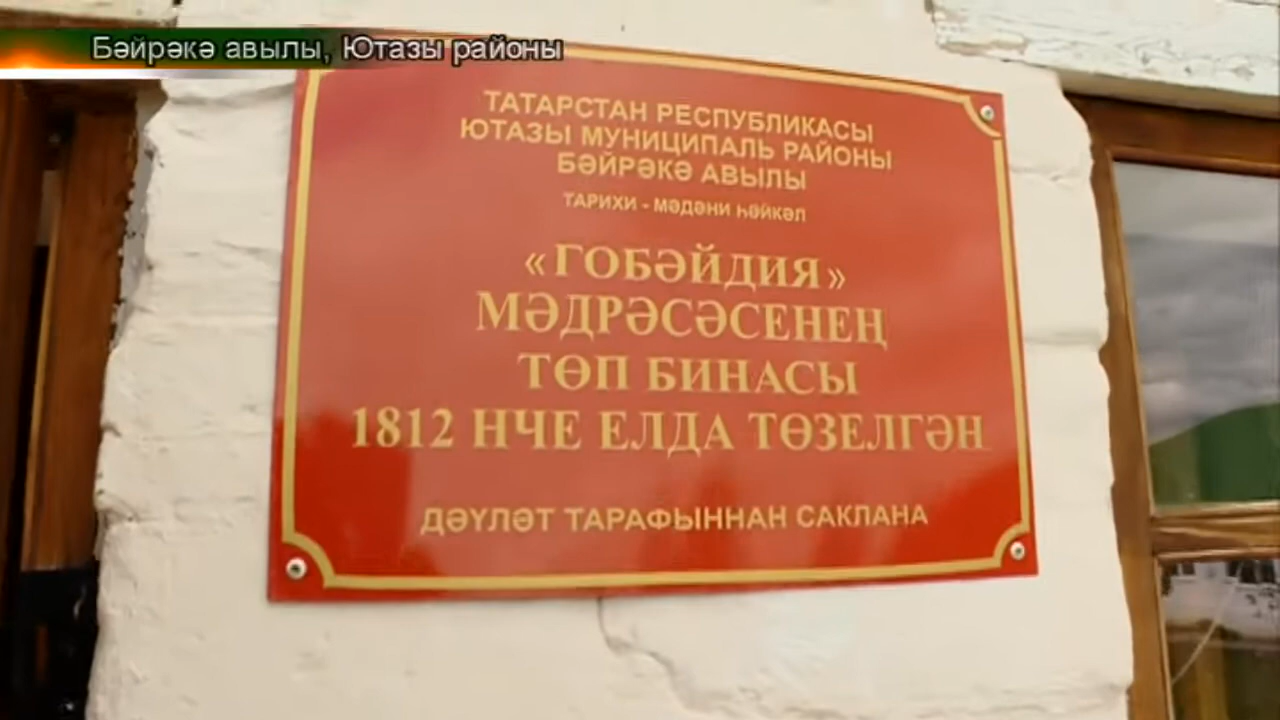 Бәйрәкә авылы, Ютазы районы
ТАТАРСТАН РЕСПУБЛИКАСЫ
ЮТАЗЫ МУНИЦИПАЛЬ РАЙОНЫ
БӘЙРӘКӘ АВЫЛЫ
ТАРИХИ - МӘДӘНИ ҺӘЙКӘЛ
«ГОБӘЙДИЯ»
МӘДРӘСӘСЕНЕҢ
ТӨП БИНАСЫ
1812 НЧЕ ЕЛДА ТӨЗЕЛГӘН
ДӘҮЛӘТ ТАРАФЫННАН САКЛАНА